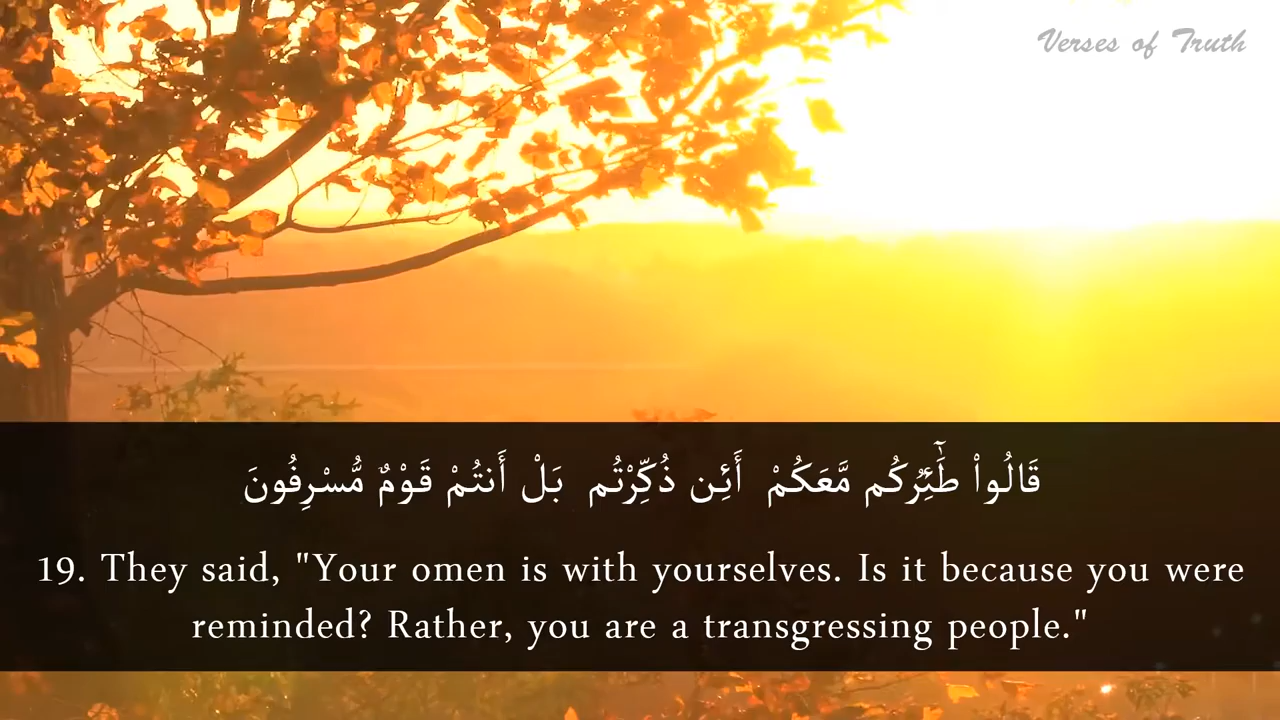 Verses of Truth
قَالُوا۟ طَٰٓئِرُكُم مَّعَكُمْ أَئِن ذُكِّرْتُم بَلْ أَنتُمْ قَوْمٌ مُّسْرِفُونَ
19. They said, "Your omen is with yourselves. Is it because you were
reminded? Rather, you are a transgressing people."